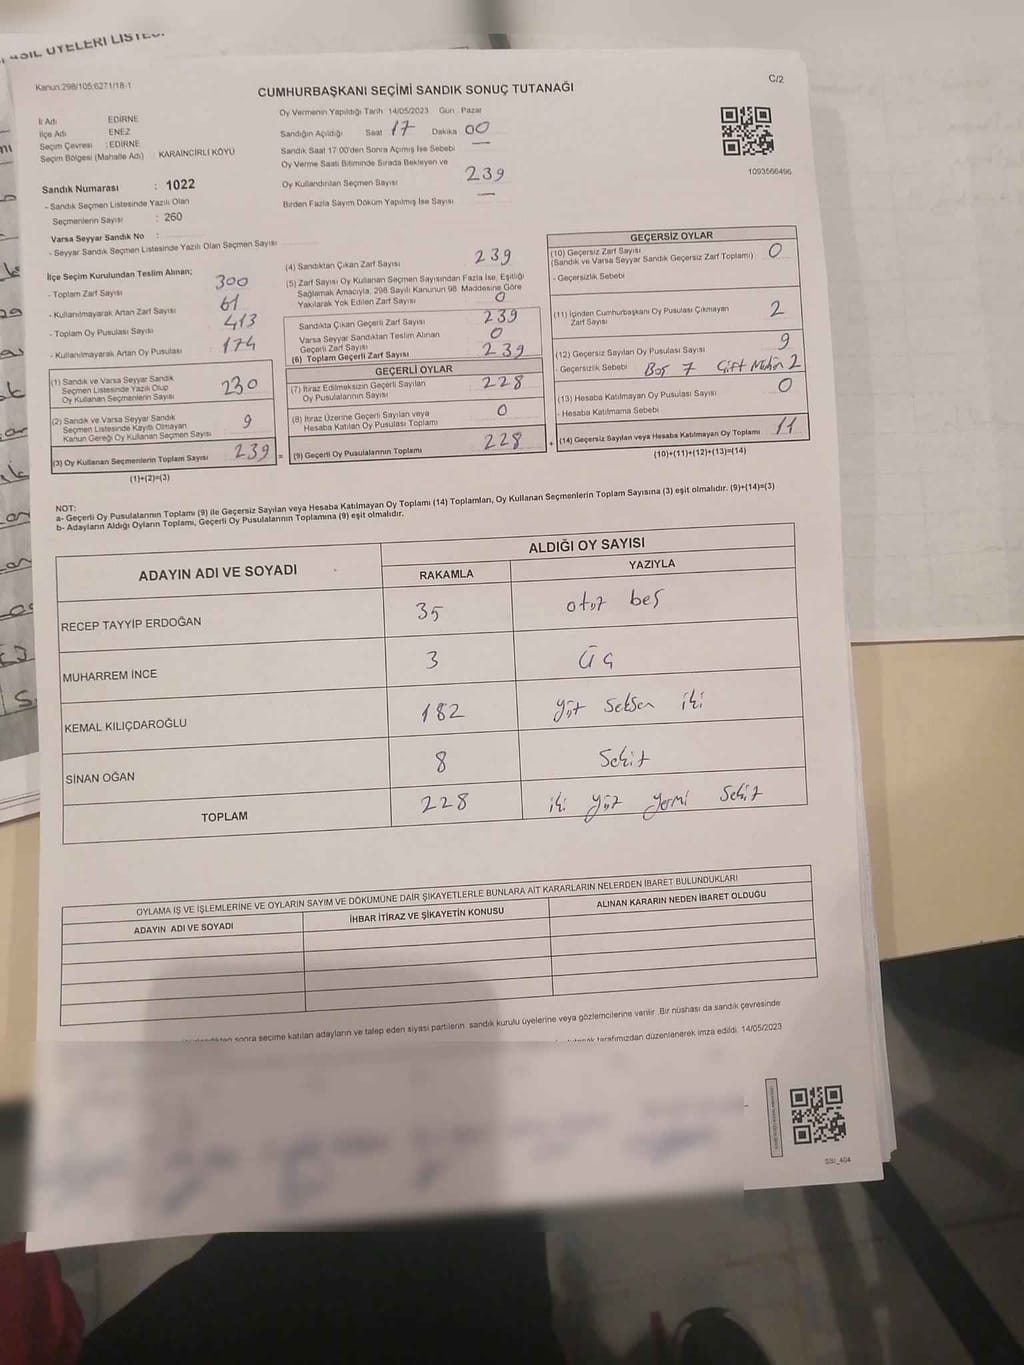 ASİL ÜYELERİ LİSTESİ
Kanun:298/105;6271/18-1
C/2
CUMHURBAŞKANI SEÇİMİ SANDIK SONUÇ TUTANAĞI
İl Adı EDİRNE
İlçe Adı ENEZ
Seçim Çevresi : EDİRNE
Seçim Bölgesi (Mahalle Adı) : KARAİNCİRLİ KÖYÜ
Oy Vermenin Yapıldığı Tarih 14/05/2023 Gün : Pazar
Sandığın Açıldığı Saat 17 Dakika 00
Sandık Saat 17:00'den Sonra Açılmış İse Sebebi —
Oy Verme Saati Bitiminde Sırada Bekleyen ve
Oy Kullandırılan Seçmen Sayısı 239
Birden Fazla Sayım Döküm Yapılmış İse Sayısı —
1093566496
Sandık Numarası : 1022
- Sandık Seçmen Listesinde Yazılı Olan
Seçmenlerin Sayısı : 260
Varsa Seyyar Sandık No :
- Seyyar Sandık Seçmen Listesinde Yazılı Olan Seçmen Sayısı
İlçe Seçim Kurulundan Teslim Alınan;
- Toplam Zarf Sayısı 300
- Kullanılmayarak Artan Zarf Sayısı 61
- Toplam Oy Pusulası Sayısı 413
- Kullanılmayarak Artan Oy Pusulası 174
(1) Sandık ve Varsa Seyyar Sandık
Seçmen Listesinde Yazılı Olup
Oy Kullanan Seçmenlerin Sayısı 230
(2) Sandık ve Varsa Seyyar Sandık
Seçmen Listesinde Kayıtlı Olmayan
Kanun Gereği Oy Kullanan Seçmen Sayısı 9
(3) Oy Kullanan Seçmenlerin Toplam Sayısı 239 =
(1)+(2)=(3)
(4) Sandıktan Çıkan Zarf Sayısı 239
(5) Zarf Sayısı Oy Kullanan Seçmen Sayısından Fazla İse, Eşitliği
Sağlamak Amacıyla, 298 Sayılı Kanunun 98. Maddesine Göre
Yakılarak Yok Edilen Zarf Sayısı 0
Sandıkta Çıkan Geçerli Zarf Sayısı 239
Varsa Seyyar Sandıktan Teslim Alınan
Geçerli Zarf Sayısı 0
(6) Toplam Geçerli Zarf Sayısı 239
GEÇERLİ OYLAR
(7) İtiraz Edilmeksizin Geçerli Sayılan
Oy Pusulalarının Sayısı 228
(8) İtiraz Üzerine Geçerli Sayılan veya
Hesaba Katılan Oy Pusulası Toplamı 0
(9) Geçerli Oy Pusulalarının Toplamı 228 +
GEÇERSİZ OYLAR
(10) Geçersiz Zarf Sayısı
(Sandık ve Varsa Seyyar Sandık Geçersiz Zarf Toplamı) 0
- Geçersizlik Sebebi
(11) İçinden Cumhurbaşkanı Oy Pusulası Çıkmayan
Zarf Sayısı 2
(12) Geçersiz Sayılan Oy Pusulası Sayısı 9
- Geçersizlik Sebebi Boş 7 Çift Mühür 2
(13) Hesaba Katılmayan Oy Pusulası Sayısı 0
- Hesaba Katılmama Sebebi
(14) Geçersiz Sayılan veya Hesaba Katılmayan Oy Toplamı 11
(10)+(11)+(12)+(13)=(14)
NOT:
a- Geçerli Oy Pusulaları Toplamı (9) ile Geçersiz Sayılan veya Hesaba Katılmayan Oy Toplamı (14) Toplamları, Oy Kullanan Seçmenlerin Toplam Sayısına (3) eşit olmalıdır. (9)+(14)=(3)
b- Adayların Aldığı Oyların Toplamı, Geçerli Oy Pusulalarının Toplamına (9) eşit olmalıdır.
ADAYIN ADI VE SOYADI
ALDIĞI OY SAYISI
RAKAMLA YAZIYLA
RECEP TAYYİP ERDOĞAN 35 otuz beş
MUHARREM İNCE 3 üç
KEMAL KILIÇDAROĞLU 182 yüz seksen iki
SİNAN OĞAN 8 Sekiz
TOPLAM 228 iki yüz yirmi Sekiz
OYLAMA İŞ VE İŞLEMLERİNE VE OYLARIN SAYIM VE DÖKÜMÜNE DAİR ŞİKAYETLERLE BUNLARA AİT KARARLARIN NELERDEN İBARET BULUNDUKLARI
ADAYIN ADI VE SOYADI İHBAR İTİRAZ VE ŞİKAYETİN KONUSU ALINAN KARARIN NEDEN İBARET OLDUĞU
sonra seçime katılan adayların ve talep eden siyasi partilerin sandık kurulu üyelerine veya gözlemcilerine verilir. Bir nüshası da sandık çevresinde
tarafımızdan düzenlenerek imza edildi. 14/05/2023
SSI_404